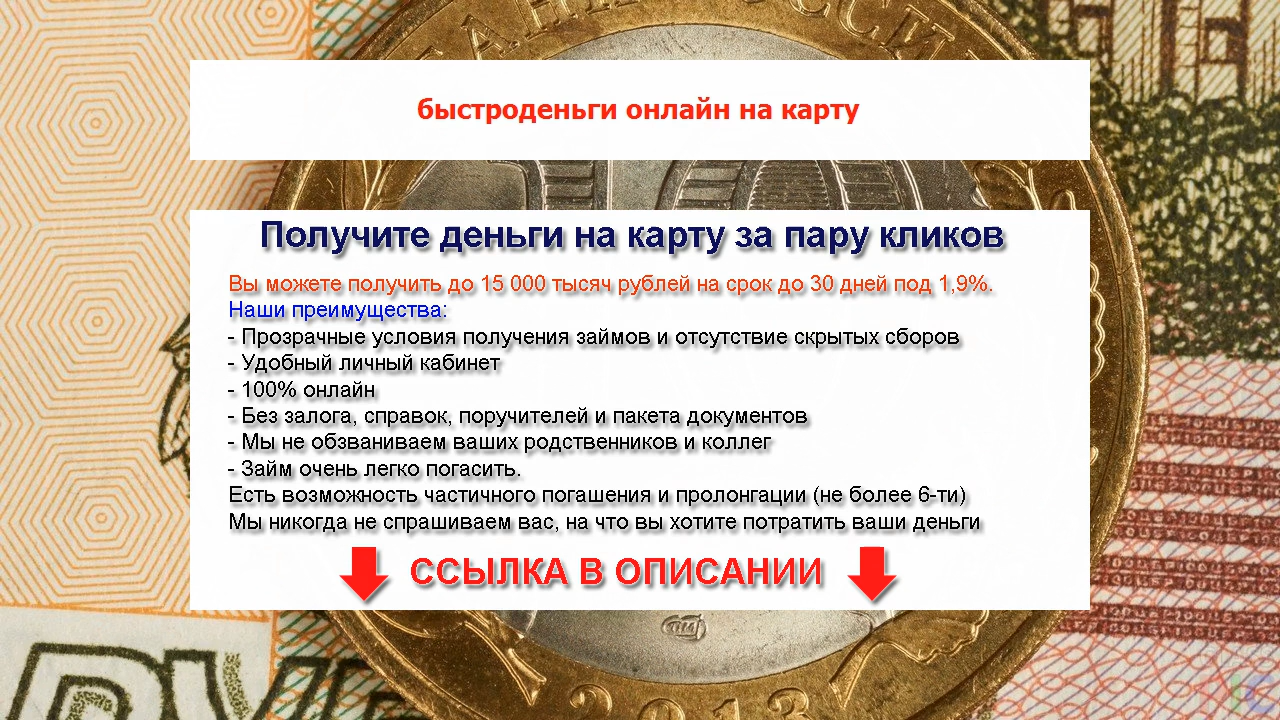 БАНК РОССИИ
быстроденьги онлайн на карту
Получите деньги на карту за пару кликов
Вы можете получить до 15 000 тысяч рублей на срок до 30 дней под 1,9%.
Наши преимущества:
- Прозрачные условия получения займов и отсутствие скрытых сборов
- Удобный личный кабинет
- 100% онлайн
- Без залога, справок, поручителей и пакета документов
- Мы не обзваниваем ваших родственников и коллег
- Займ очень легко погасить.
Есть возможность частичного погашения и пролонгации (не более 6-ти)
Мы никогда не спрашиваем вас, на что вы хотите потратить ваши деньги
ССЫЛКА В ОПИСАНИИ
2013